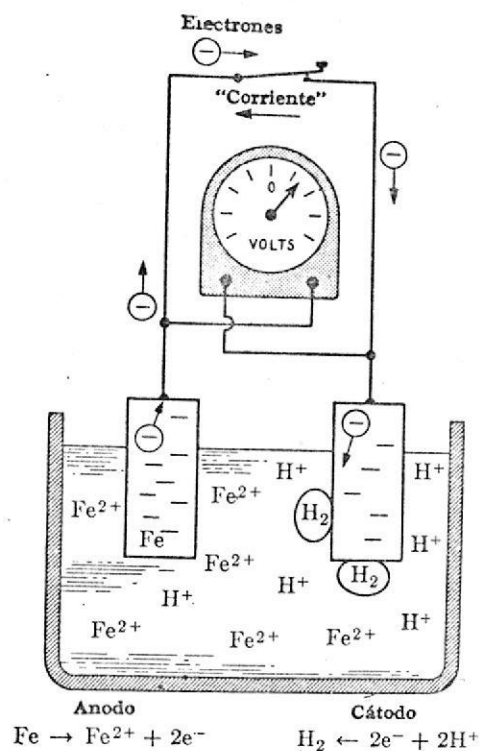 Electrones
"Corriente"
0
VOLTS
H⁺ H⁺
Fe²⁺ Fe²⁺
H₂
Fe H⁺
Fe²⁺ H₂
H⁺ H⁺
Fe²⁺ Fe²⁺ Fe²⁺ H⁺
Anodo Cátodo
Fe → Fe²⁺ + 2e⁻ H₂ ← 2e⁻ + 2H⁺